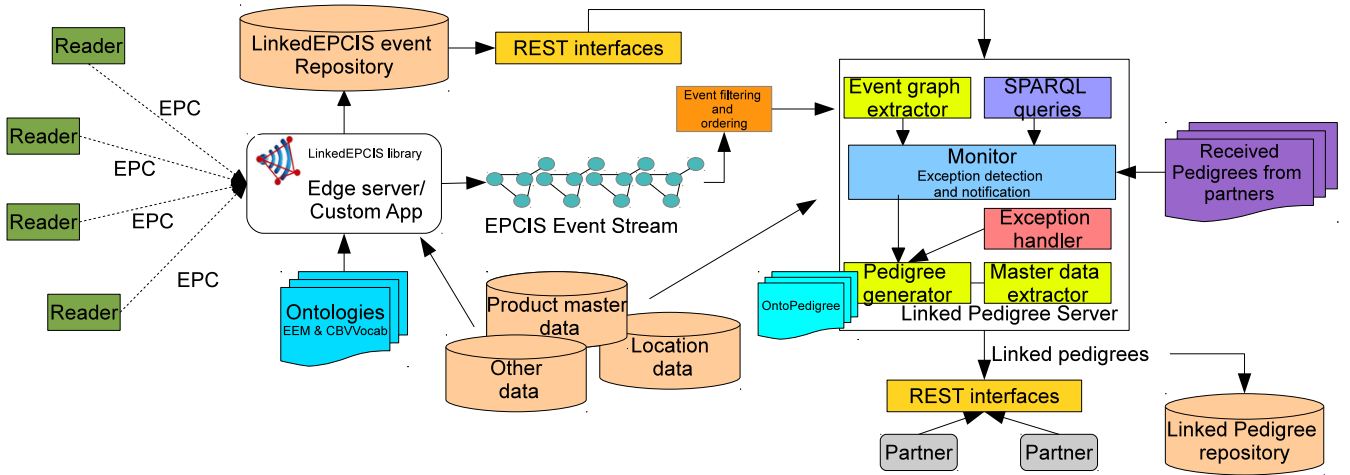 Reader
EPC
Reader
EPC
Reader
EPC
Reader
EPC
LinkedEPCIS event
Repository
REST interfaces
LinkedEPCIS library
Edge server/
Custom App
Ontologies
EEM & CBVVocab
EPCIS Event Stream
Event filtering
and
ordering
Product master
data
Other
data
Location
data
Event graph
extractor
SPARQL
queries
Monitor
Exception detection
and notification
Exception
handler
Pedigree
generator
Master data
extractor
OntoPedigree
Linked Pedigree Server
Received
Pedigrees from
partners
Linked pedigrees
REST interfaces
Partner
Partner
Linked Pedigree
repository